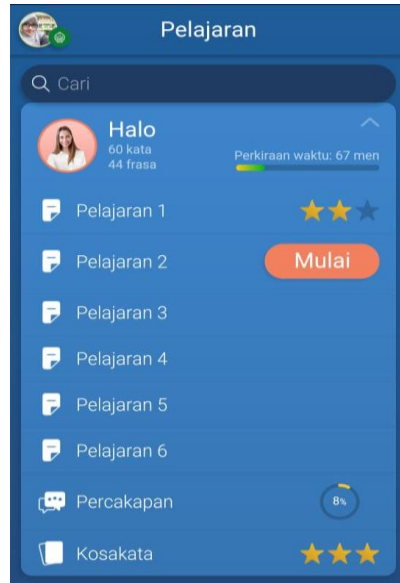 Pelajaran
Cari
Halo
60 kata
44 frasa
Perkiraan waktu: 67 men
Pelajaran 1
Pelajaran 2
Mulai
Pelajaran 3
Pelajaran 4
Pelajaran 5
Pelajaran 6
Percakapan
8%
Kosakata